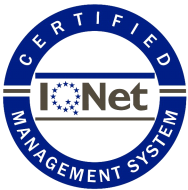 CERTIFIED
IQNet
MANAGEMENT SYSTEM